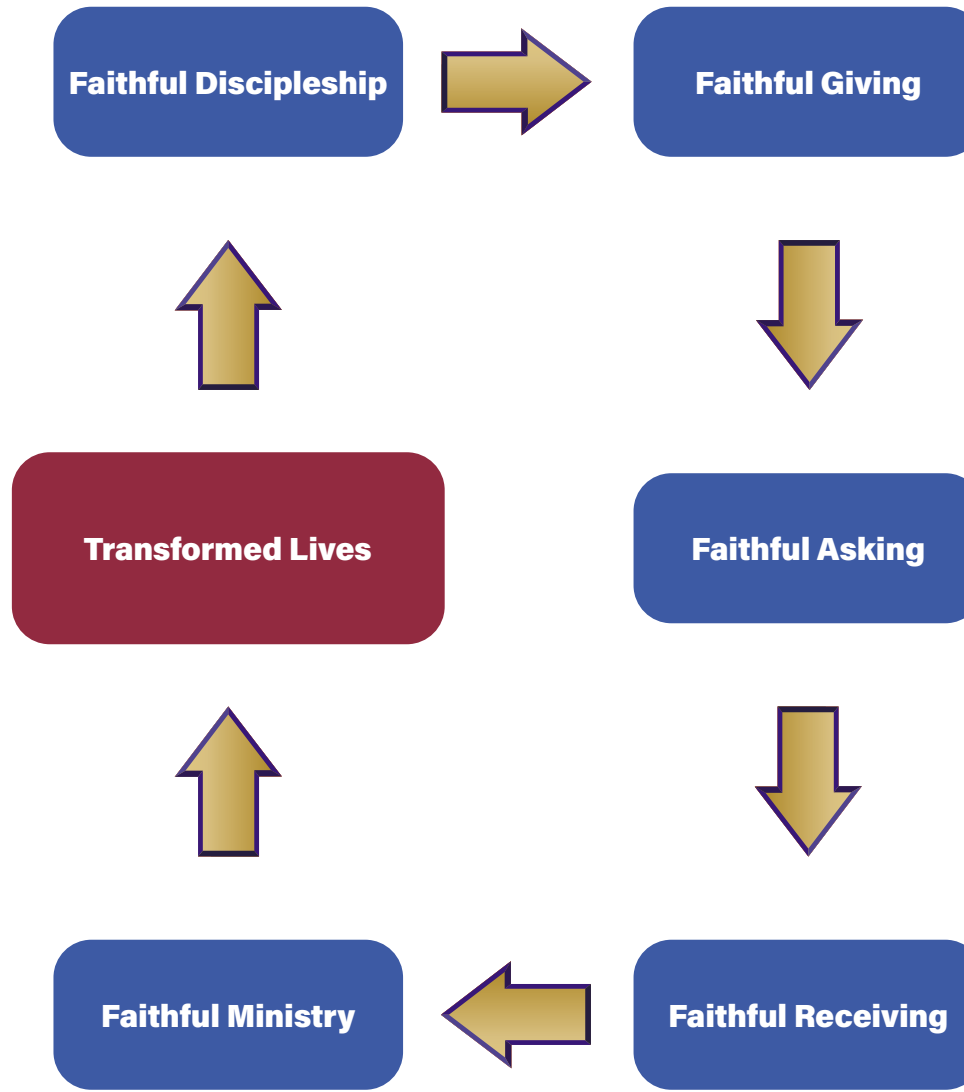 Faithful Discipleship
Faithful Giving
Transformed Lives
Faithful Asking
Faithful Ministry
Faithful Receiving